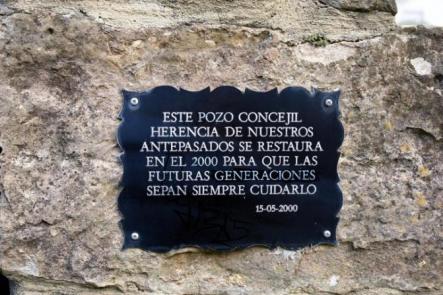 ESTE POZO CONCEJIL
HERENCIA DE NUESTROS
ANTEPASADOS SE RESTAURA
EN EL 2000 PARA QUE LAS
FUTURAS GENERACIONES
SEPAN SIEMPRE CUIDARLO
15-05-2000